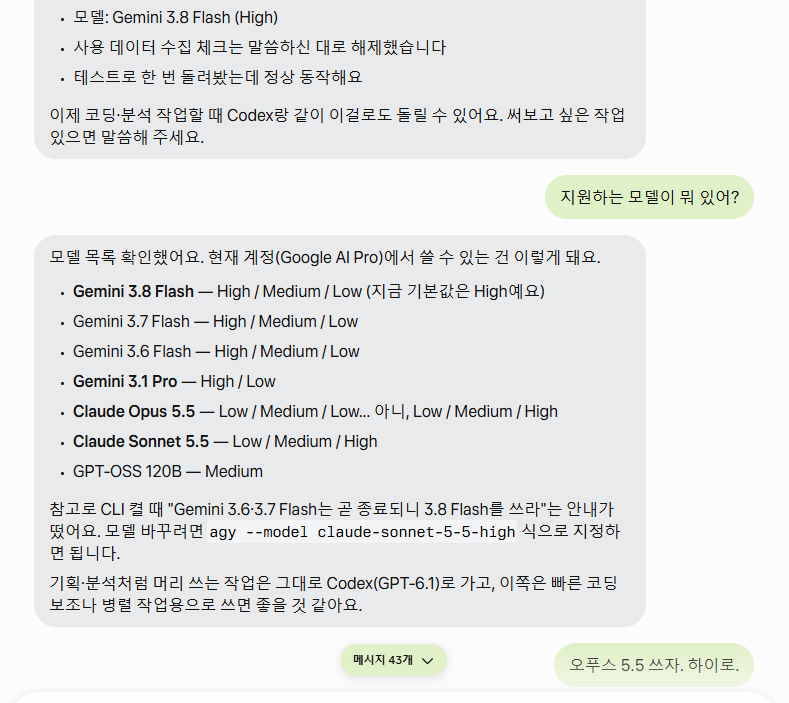 • 모델: Gemini 3.8 Flash (High)
• 사용 데이터 수집 체크는 말씀하신 대로 해제했습니다
• 테스트로 한 번 돌려봤는데 정상 동작해요
이제 코딩·분석 작업할 때 Codex랑 같이 이걸로도 돌릴 수 있어요. 써보고 싶은 작업
있으면 말씀해 주세요.
지원하는 모델이 뭐 있어?
모델 목록 확인했어요. 현재 계정(Google AI Pro)에서 쓸 수 있는 건 이렇게 돼요.
• Gemini 3.8 Flash — High / Medium / Low (지금 기본값은 High예요)
• Gemini 3.7 Flash — High / Medium / Low
• Gemini 3.6 Flash — High / Medium / Low
• Gemini 3.1 Pro — High / Low
• Claude Opus 5.5 — Low / Medium / Low... 아니, Low / Medium / High
• Claude Sonnet 5.5 — Low / Medium / High
• GPT-OSS 120B — Medium
참고로 CLI 켤 때 "Gemini 3.6·3.7 Flash는 곧 종료되니 3.8 Flash를 쓰라"는 안내가
떴어요. 모델 바꾸려면 agy --model claude-sonnet-5-5-high 식으로 지정하
면 됩니다.
기획·분석처럼 머리 쓰는 작업은 그대로 Codex(GPT-6.1)로 가고, 이쪽은 빠른 코딩
보조나 병렬 작업용으로 쓰면 좋을 것 같아요.
메시지 43개
오푸스 5.5 쓰자. 하이로.